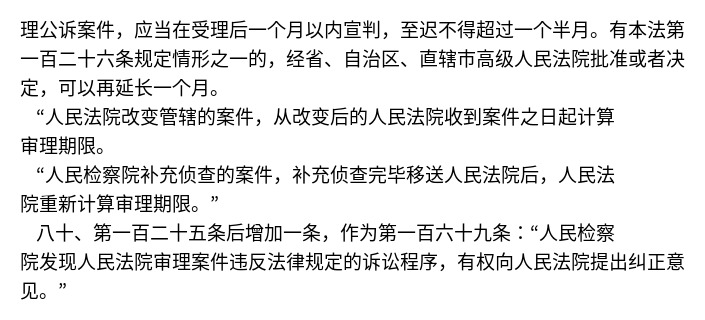 理公诉案件，应当在受理后一个月以内宣判，至迟不得超过一个半月。有本法第
一百二十六条规定情形之一的，经省、自治区、直辖市高级人民法院批准或者决
定，可以再延长一个月。
“人民法院改变管辖的案件，从改变后的人民法院收到案件之日起计算
审理期限。
“人民检察院补充侦查的案件，补充侦查完毕移送人民法院后，人民法
院重新计算审理期限。”
八十、第一百二十五条后增加一条，作为第一百六十九条：“人民检察
院发现人民法院审理案件违反法律规定的诉讼程序，有权向人民法院提出纠正意
见。”